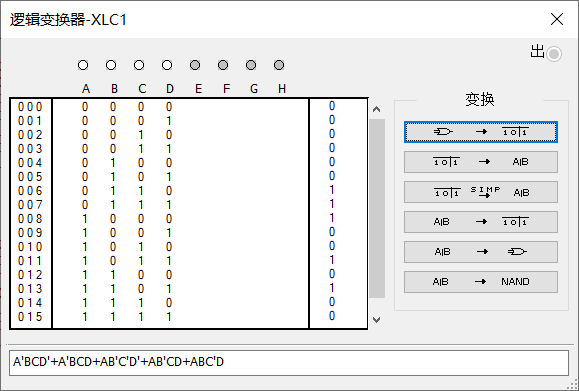 逻辑变换器-XLC1
出
A B C D E F G H
000 0 0 0 0 0
001 0 0 0 1 0
002 0 0 1 0 0
003 0 0 1 1 0
004 0 1 0 0 0
005 0 1 0 1 0
006 0 1 1 0 1
007 0 1 1 1 1
008 1 0 0 0 1
009 1 0 0 1 0
010 1 0 1 0 0
011 1 0 1 1 1
012 1 1 0 0 0
013 1 1 0 1 1
014 1 1 1 0 0
015 1 1 1 1 0
变换
→ 1 0 1
1 0 1 → A|B
1 0 1 SIMP → A|B
A|B → 1 0 1
A|B →
A|B → NAND
A'BCD'+A'BCD+AB'C'D'+AB'CD+ABC'D